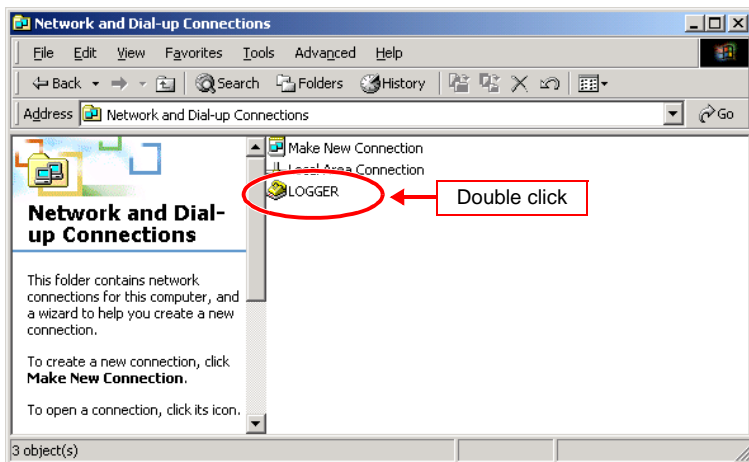 Network and Dial-up Connections
File Edit View Favorites Tools Advanced Help
Back Search Folders History
Address Network and Dial-up Connections Go
Make New Connection
Local Area Connection
LOGGER
Double click
Network and Dial-
up Connections
This folder contains network
connections for this computer, and
a wizard to help you create a new
connection.
To create a new connection, click
Make New Connection.
To open a connection, click its icon.
3 object(s)